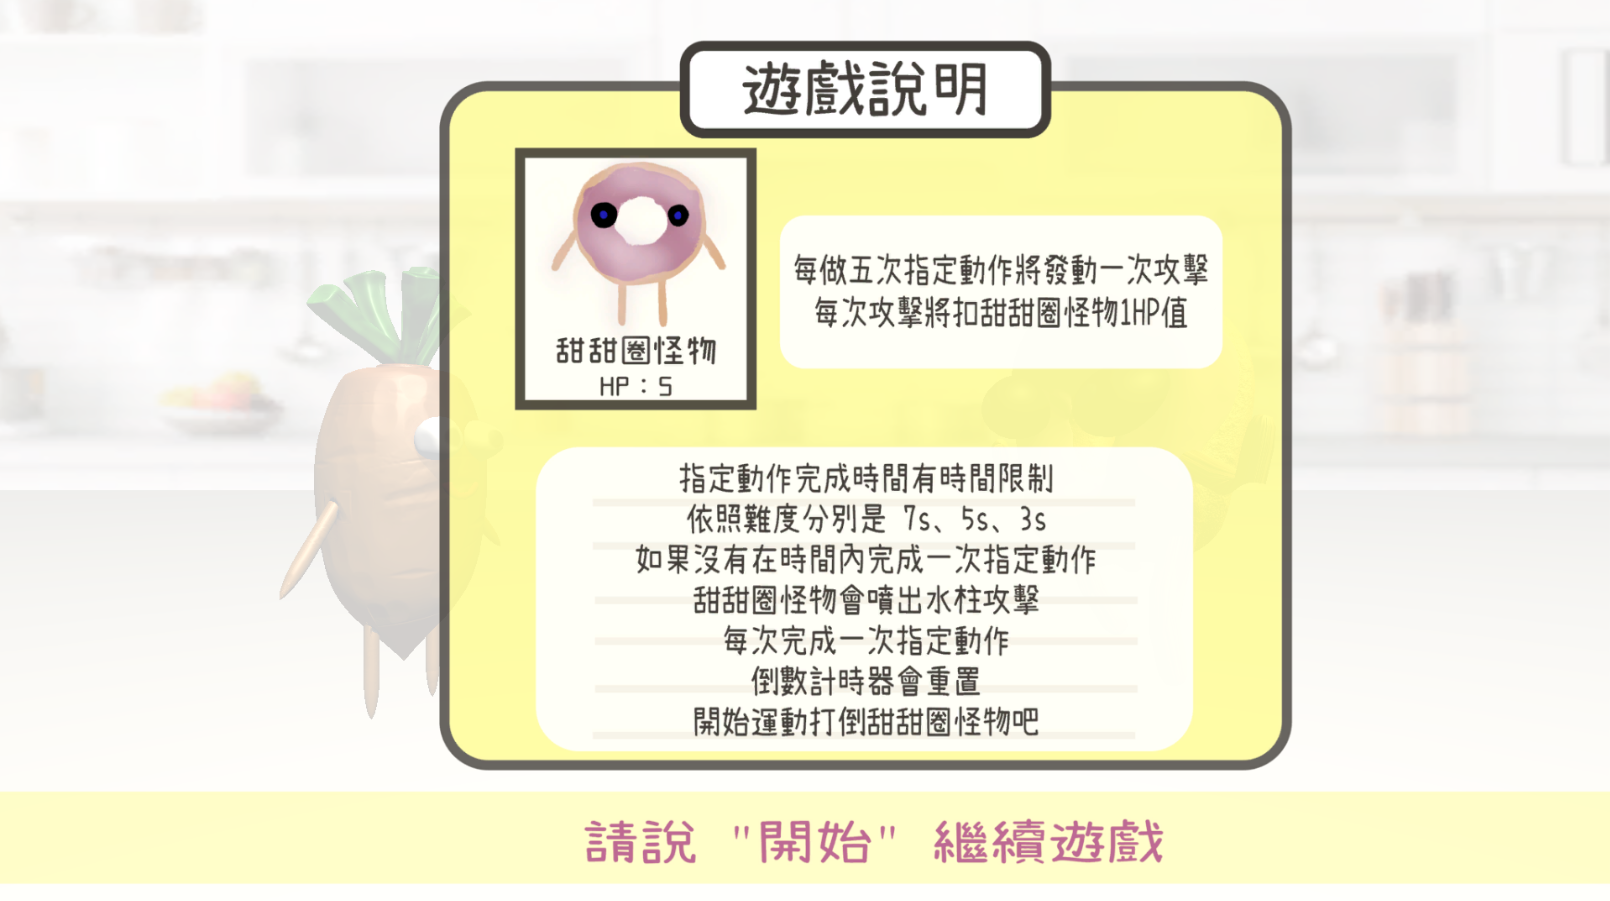 遊戲說明
甜甜圈怪物
HP：5
每做五次指定動作將發動一次攻擊
每次攻擊將扣甜甜圈怪物1HP值
指定動作完成時間有時間限制
依照難度分別是 7s、5s、3s
如果沒有在時間內完成一次指定動作
甜甜圈怪物會噴出水柱攻擊
每次完成一次指定動作
倒數計時器會重置
開始運動打倒甜甜圈怪物吧
請說 "開始" 繼續遊戲